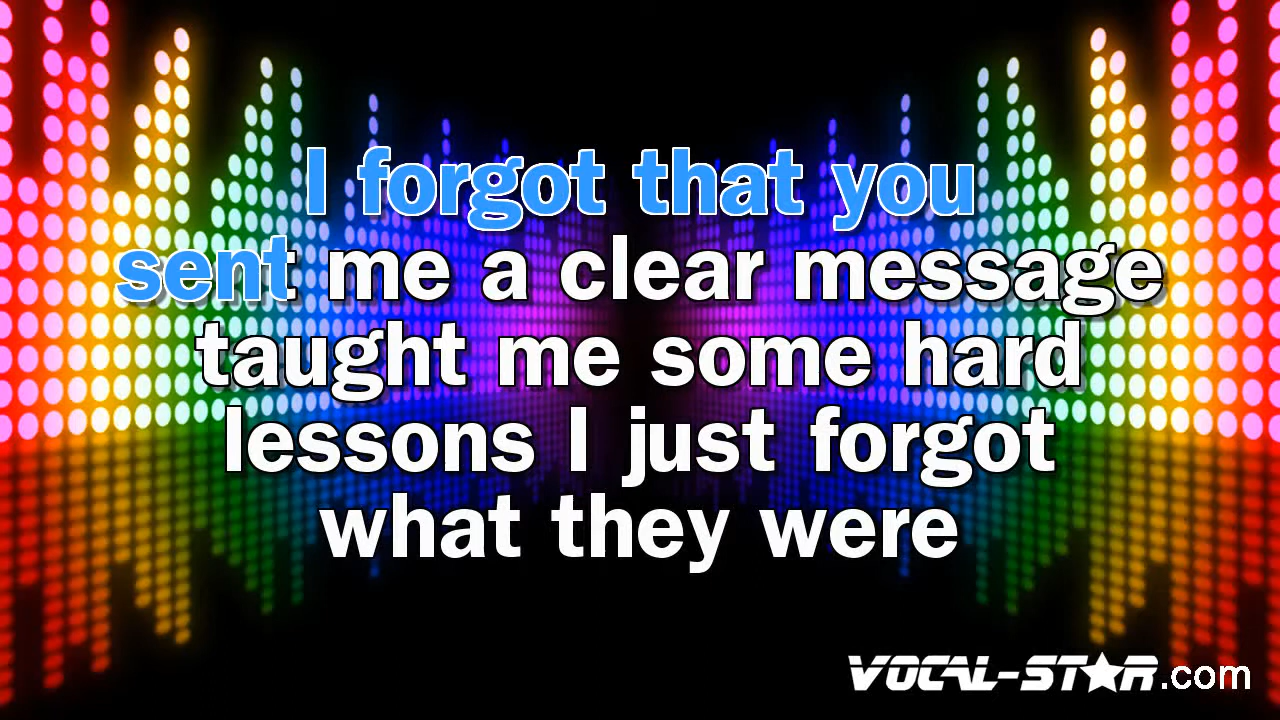 I forgot that you
sent me a clear message
taught me some hard
lessons I just forgot
what they were
VOCAL-STAR.com